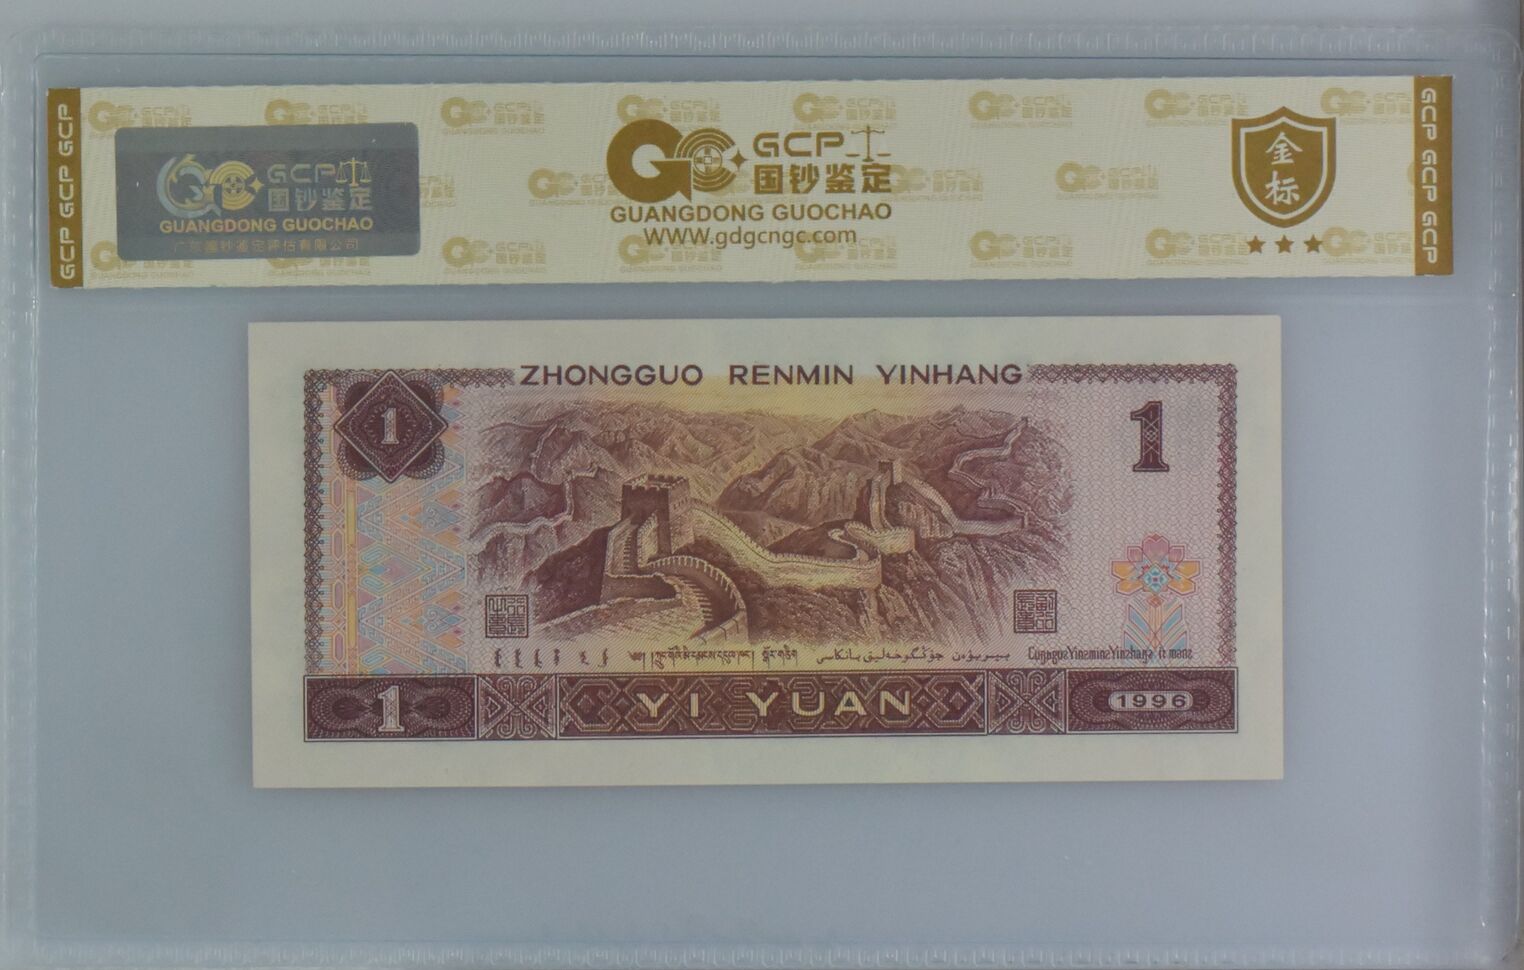 GCP GCP GCP
GCP
国钞鉴定
GUANGDONG GUOCHAO
广东国钞鉴定评估有限公司
GCP
国钞鉴定
GUANGDONG GUOCHAO
WWW.gdgcngc.com
金标
GCP GCP GCP
ZHONGGUO RENMIN YINHANG
1
1
1
YI YUAN
1996